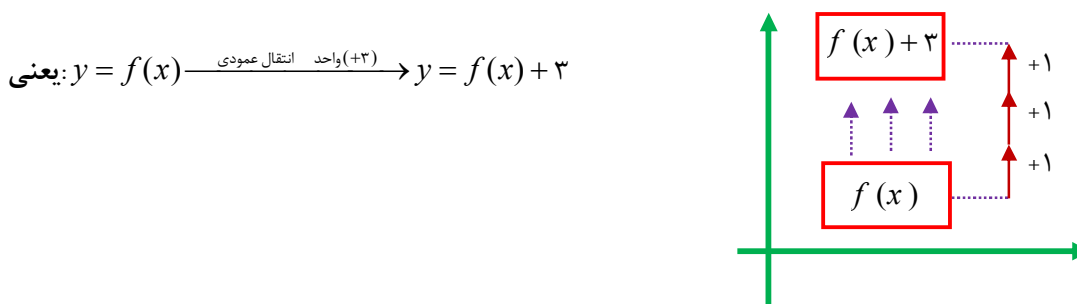 یعنی: y = f(x) واحد (+۳) انتقال عمودی → y = f(x) + ۳
f (x) + ۳
+۱
+۱
+۱
f (x)